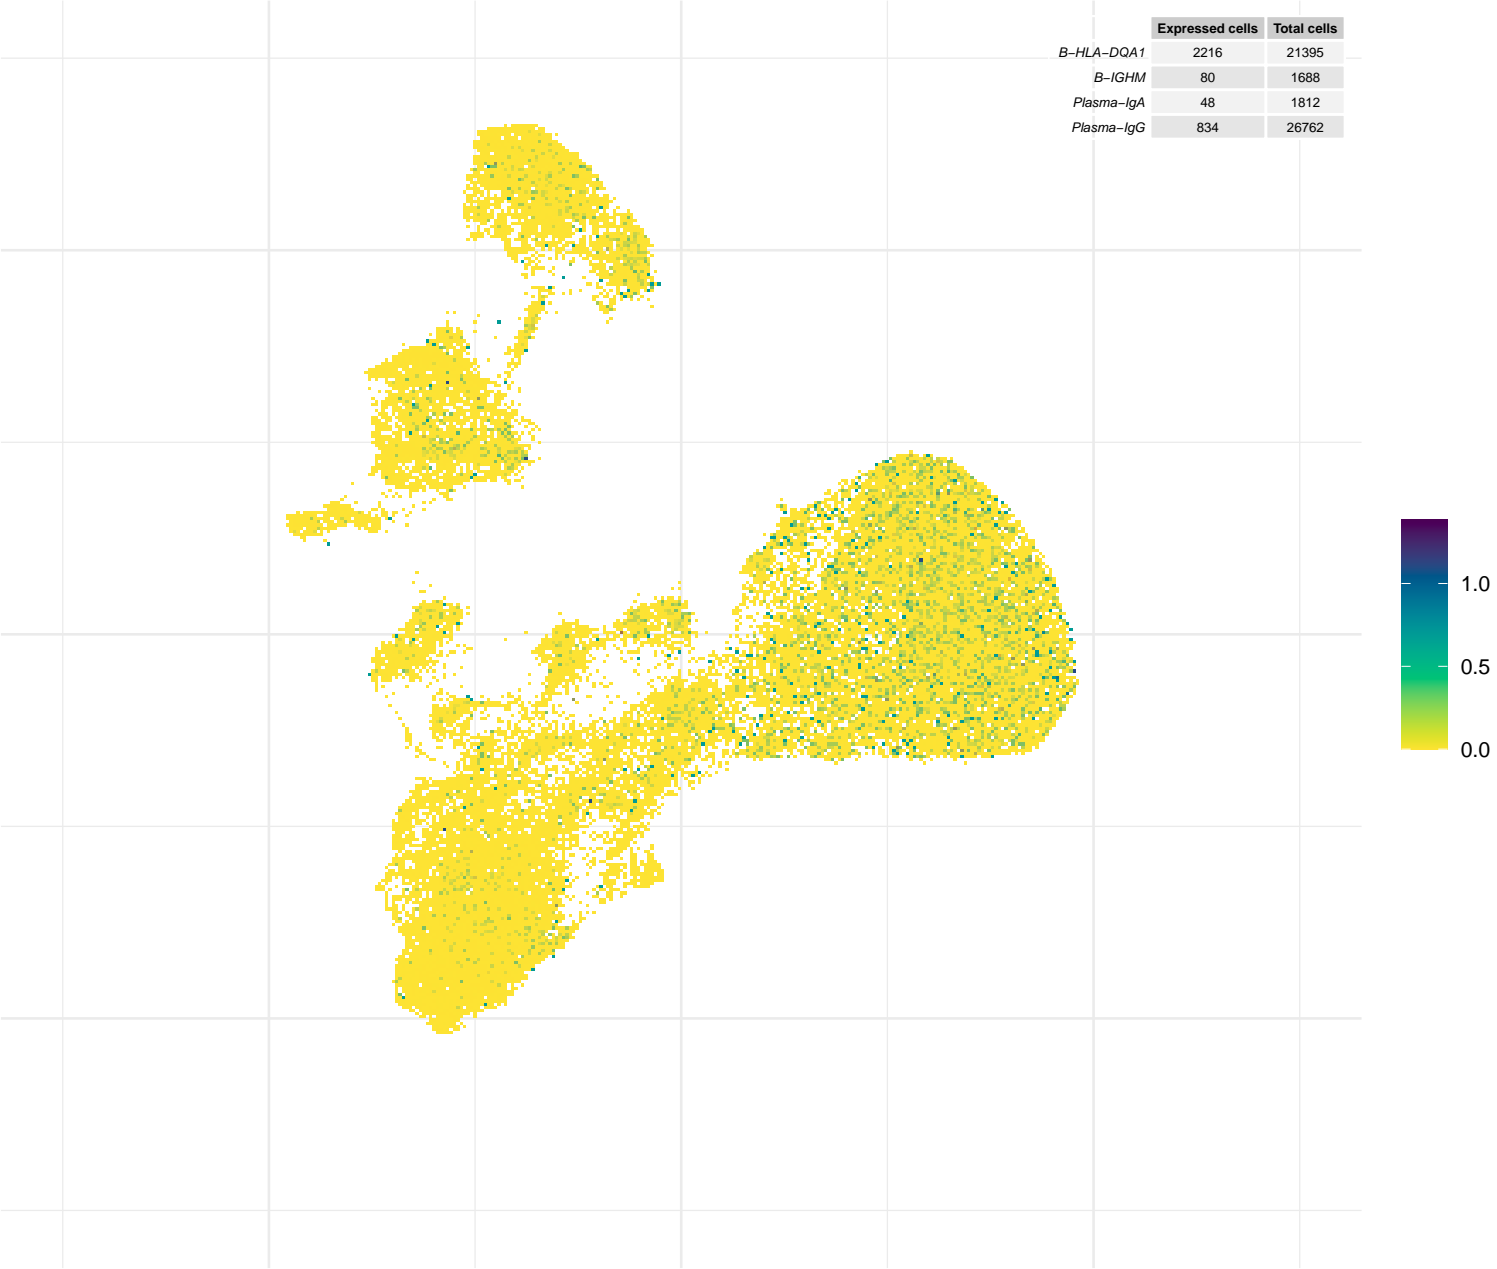 Expressed cells Total cells
B−HLA−DQA1 2216 21395
B−IGHM 80 1688
Plasma−IgA 48 1812
Plasma−IgG 834 26762
1.0
0.5
0.0